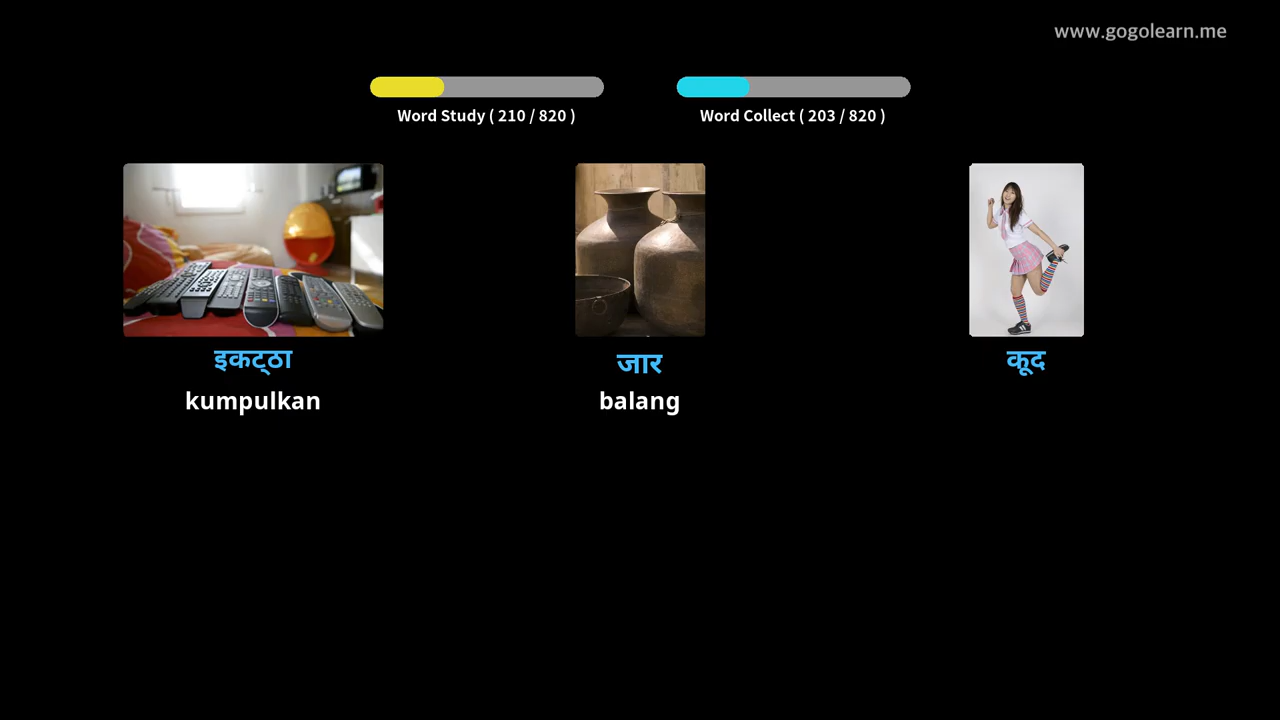 www.gogolearn.me
Word Study ( 210 / 820 )
Word Collect ( 203 / 820 )
इकट्ठा
kumpulkan
जार
balang
कूद